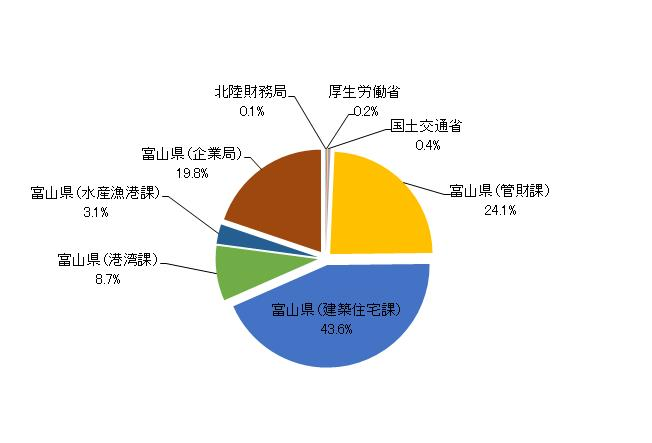 北陸財務局
0.1%
厚生労働省
0.2%
国土交通省
0.4%
富山県(企業局)
19.8%
富山県(管財課)
24.1%
富山県(水産漁港課)
3.1%
富山県(港湾課)
8.7%
富山県(建築住宅課)
43.6%